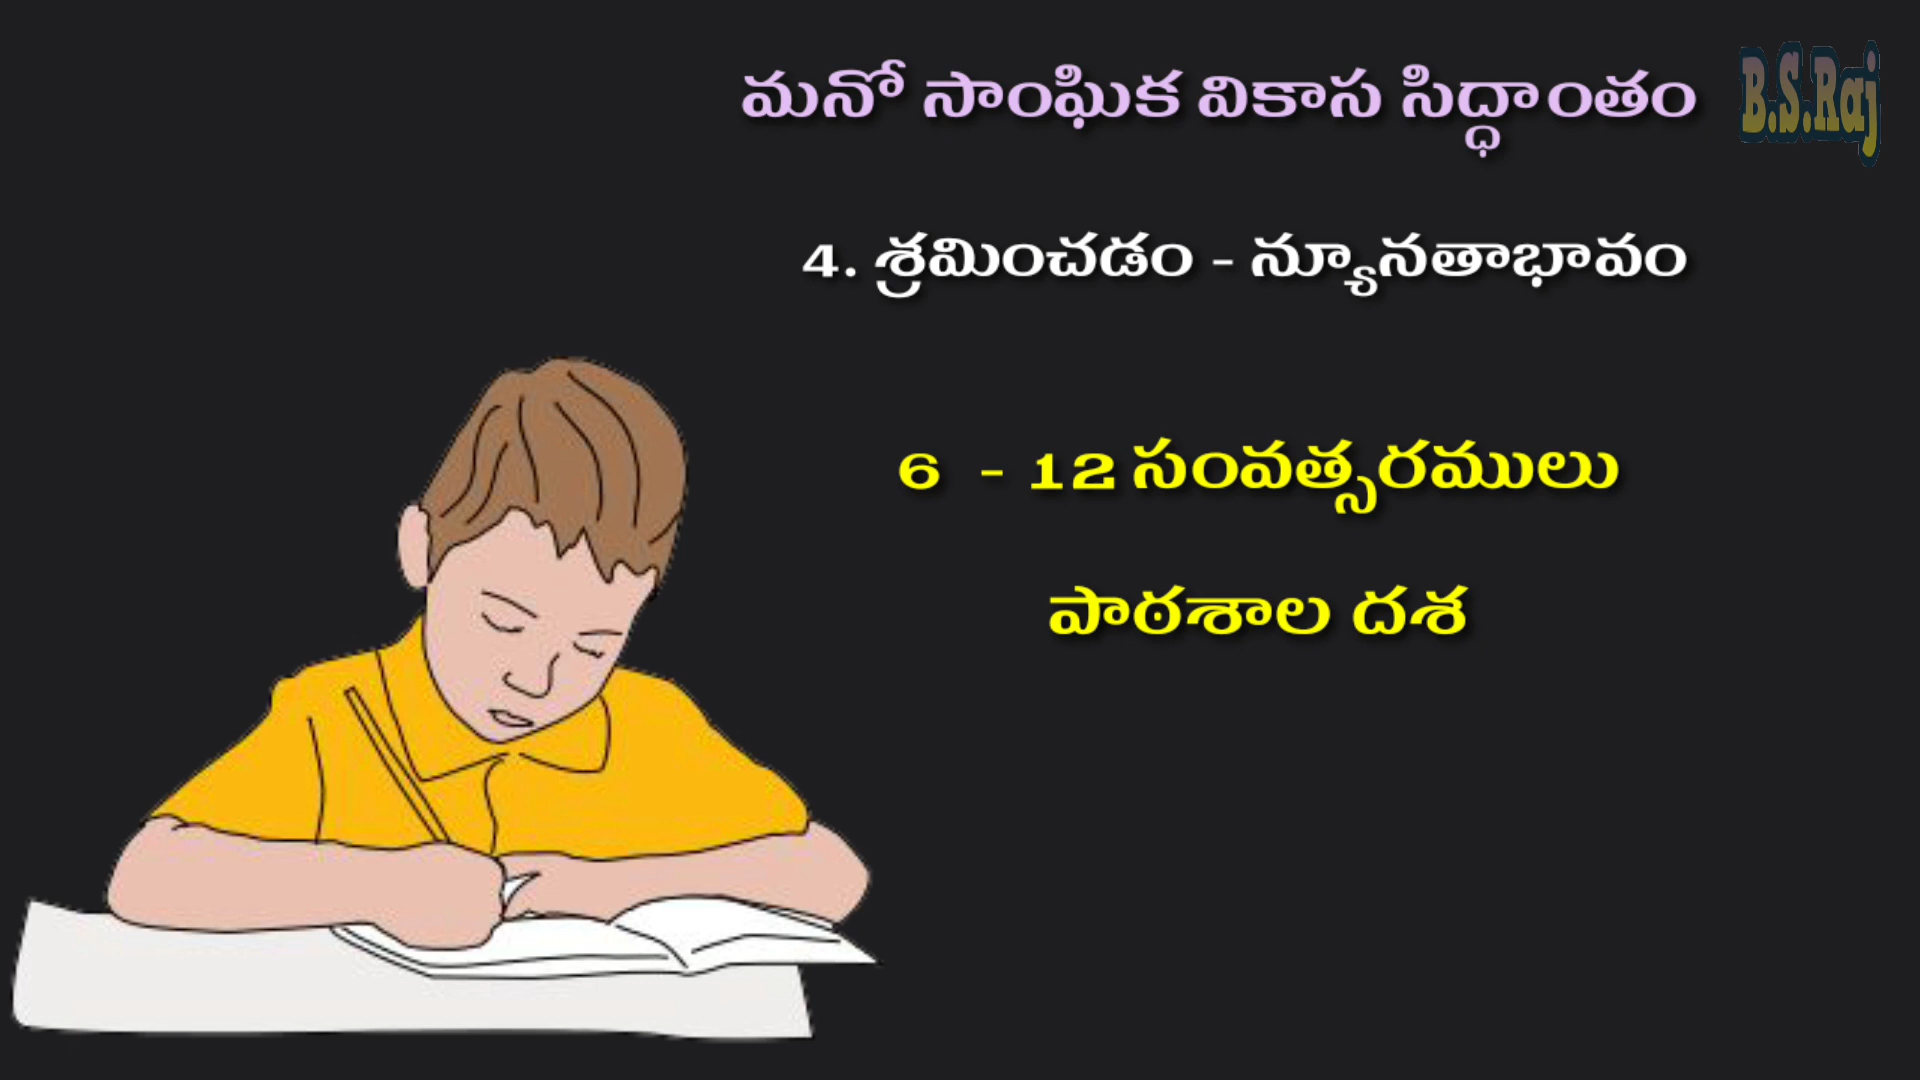 మనో సాంఘిక వికాస సిద్ధాంతం
B.S.Raj
4. శ్రమించడం - న్యూనతాభావం
6 - 12 సంవత్సరములు
పాఠశాల దశ